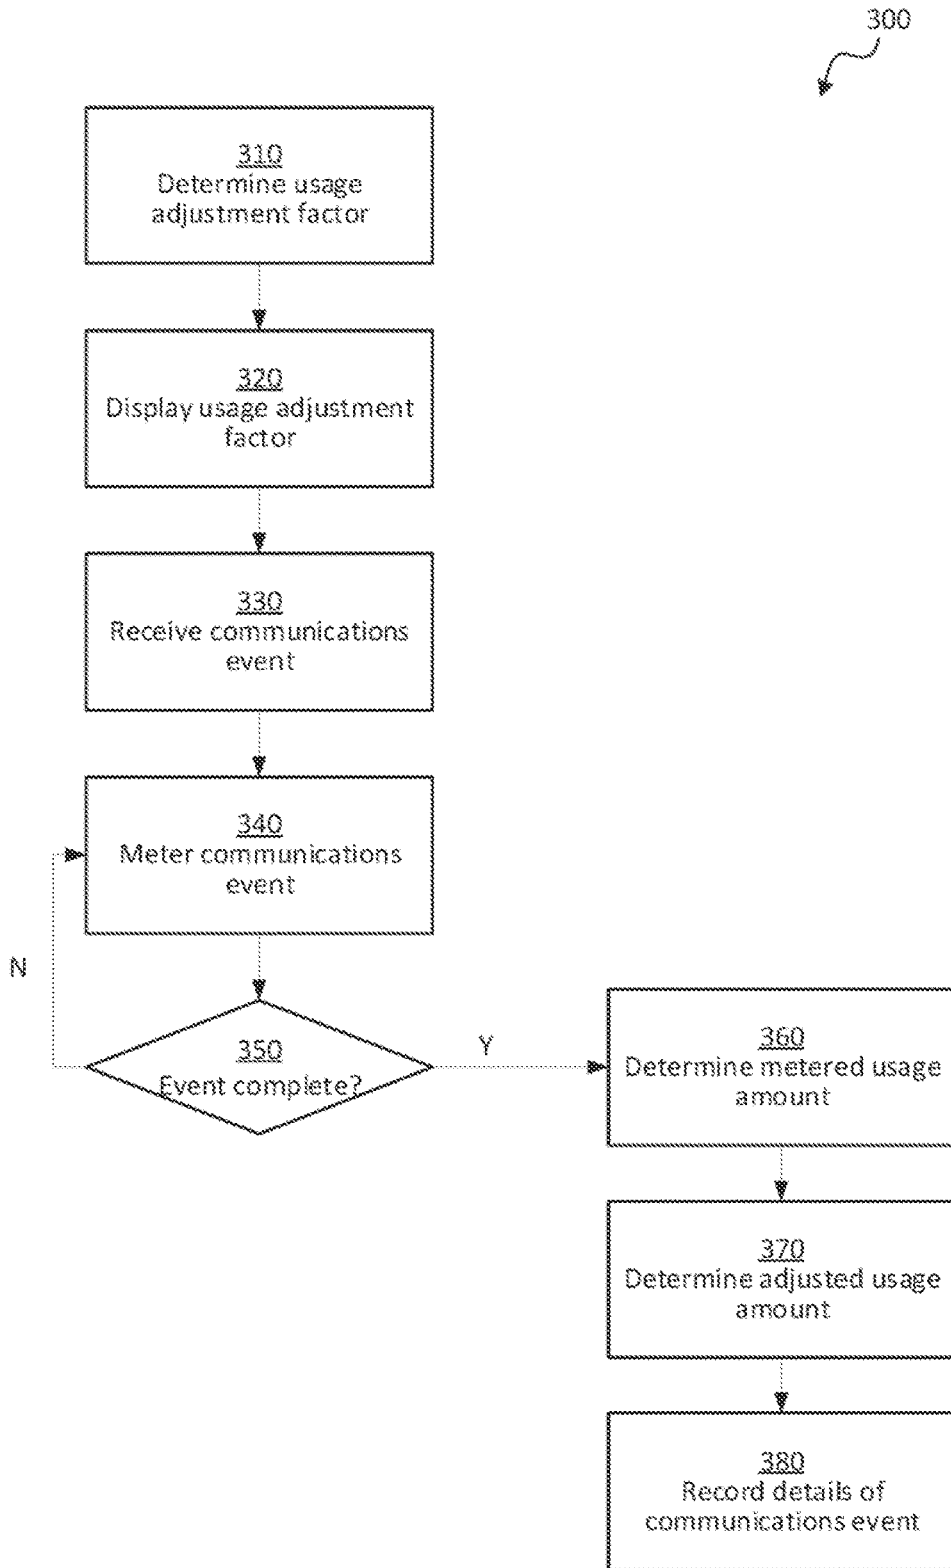 300
310
Determine usage
adjustment factor
320
Display usage adjustment
factor
330
Receive communications
event
340
Meter communications
event
N
350
Event complete?
Y
360
Determine metered usage
amount
370
Determine adjusted usage
amount
380
Record details of
communications event